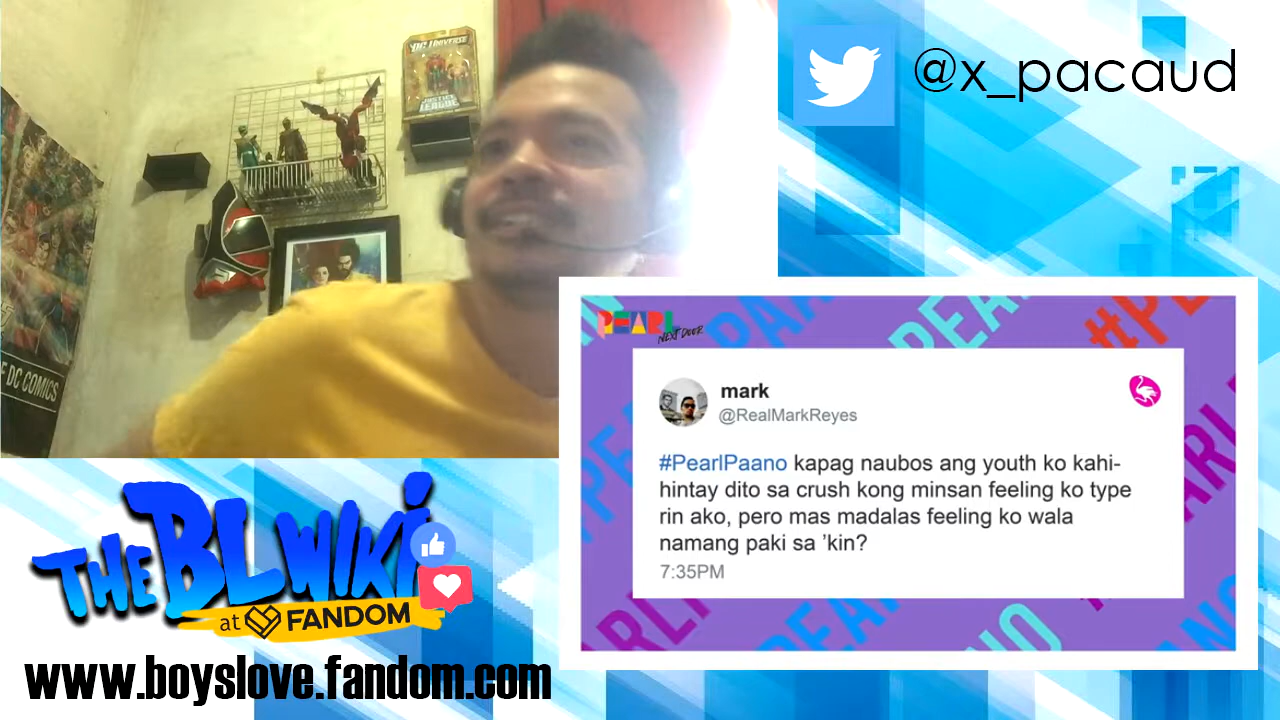 DC UNIVERSE
JUSTICE
LEAGUE
OF DC COMICS
@x_pacaud
PEARL
NEXT DOOR
mark
@RealMarkReyes
#PearlPaano kapag naubos ang youth ko kahi-
hintay dito sa crush kong minsan feeling ko type
rin ako, pero mas madalas feeling ko wala
namang paki sa ’kin?
7:35PM
THE BL WIKI
at FANDOM
www.boyslove.fandom.com